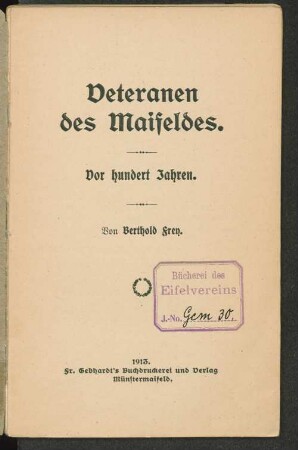 Veteranen
des Maifeldes.
Vor hundert Jahren.
Von Berthold Frey.
Bücherei des
Eifelvereins
J.-No. Gem 30.
1913.
Fr. Gebhardt's Buchdruckerei und Verlag
Münstermaifeld.